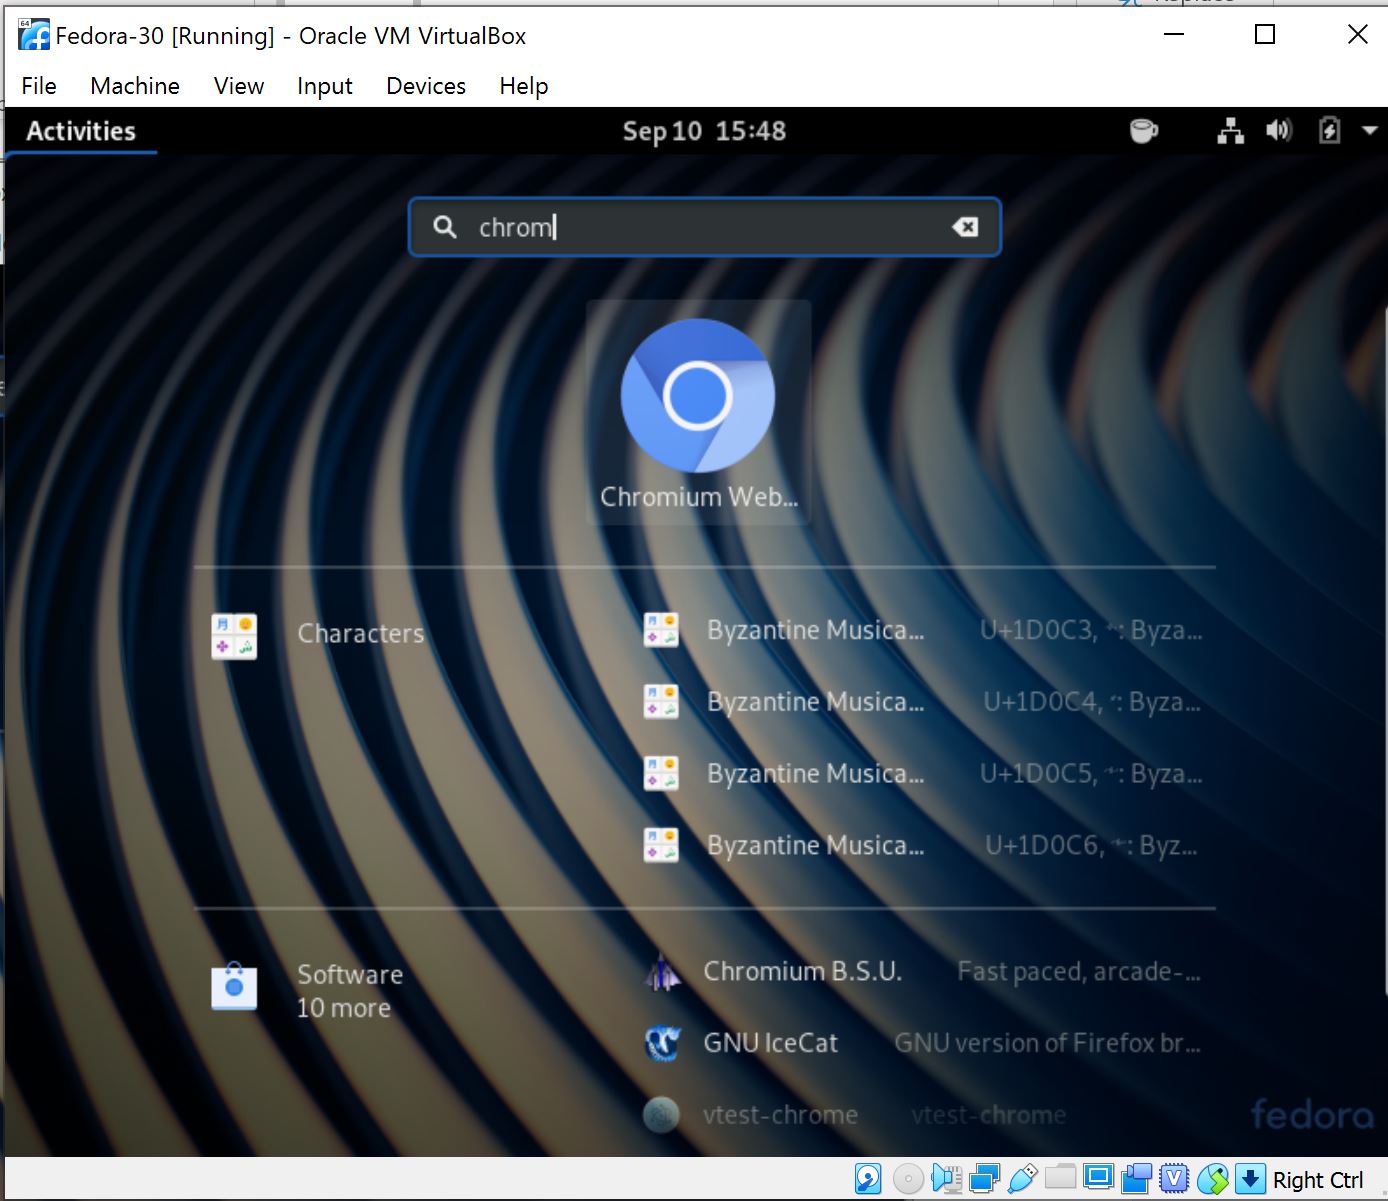 Replace
64
Fedora-30 [Running] - Oracle VM VirtualBox
File Machine View Input Devices Help
Activities Sep 10 15:48
chrom
Chromium Web...
Characters
Byzantine Musica... U+1D0C3, : Byza...
Byzantine Musica... U+1D0C4, : Byza...
Byzantine Musica... U+1D0C5, : Byza...
Byzantine Musica... U+1D0C6, : Byz...
Software
10 more
Chromium B.S.U. Fast paced, arcade-...
GNU IceCat GNU version of Firefox br...
vtest-chrome vtest-chrome
fedora
Right Ctrl